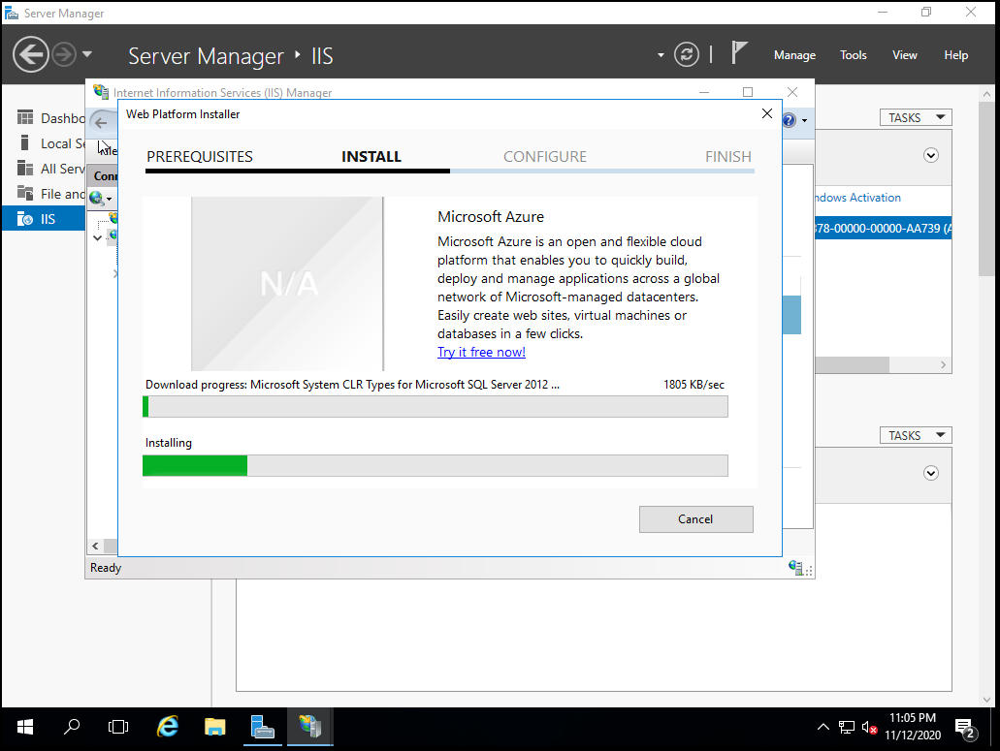 Server Manager
Server Manager ‣ IIS
Manage
Tools
View
Help
Internet Information Services (IIS) Manager
Web Platform Installer
PREREQUISITES
INSTALL
CONFIGURE
FINISH
N/A
Microsoft Azure
Microsoft Azure is an open and flexible cloud
platform that enables you to quickly build,
deploy and manage applications across a global
network of Microsoft-managed datacenters.
Easily create web sites, virtual machines or
databases in a few clicks.
Try it free now!
Download progress: Microsoft System CLR Types for Microsoft SQL Server 2012 ...
1805 KB/sec
Installing
Cancel
Ready
Dashbo
Local Se
All Serv
File and
IIS
Conn
TASKS
ndows Activation
378-00000-00000-AA739 (A
TASKS
11:05 PM
11/12/2020
2